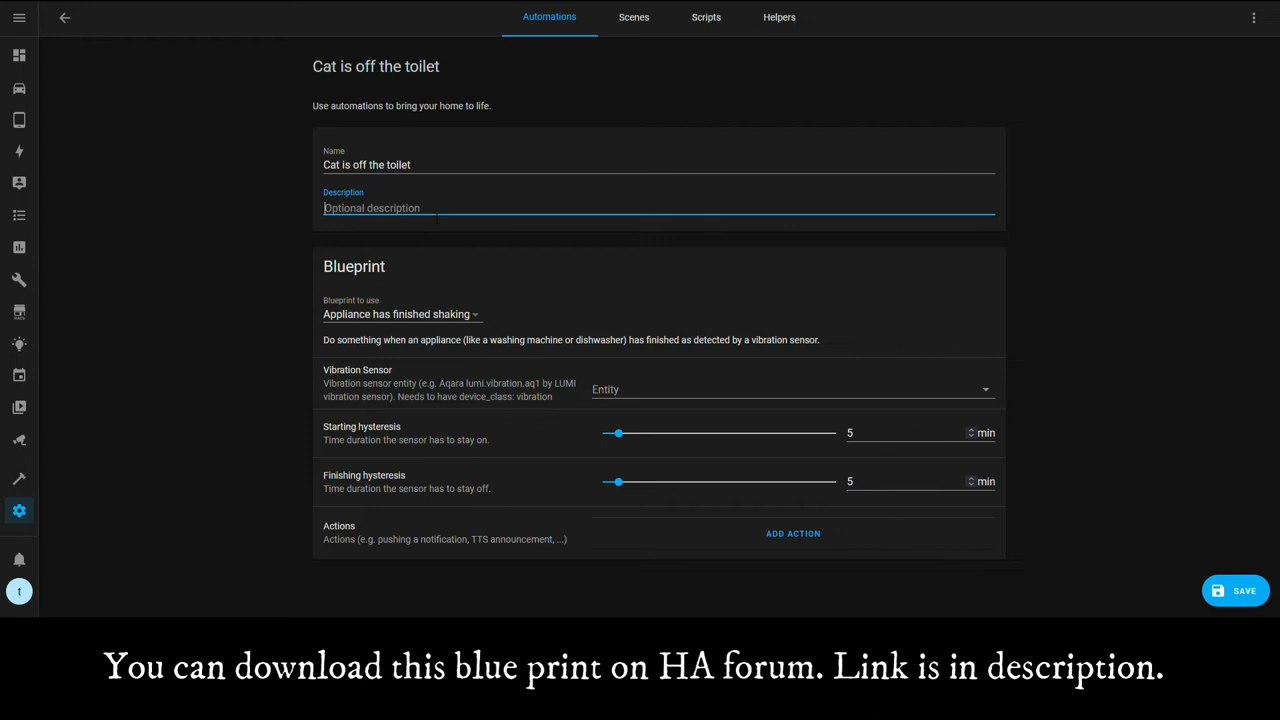 Automations
Scenes
Scripts
Helpers
Cat is off the toilet
Use automations to bring your home to life.
Name
Cat is off the toilet
Description
Optional description
Blueprint
Blueprint to use
Appliance has finished shaking
Do something when an appliance (like a washing machine or dishwasher) has finished as detected by a vibration sensor.
Vibration Sensor
Vibration sensor entity (e.g. Aqara lumi.vibration.aq1 by LUMI
vibration sensor). Needs to have device_class: vibration
Entity
Starting hysteresis
Time duration the sensor has to stay on.
5 min
Finishing hysteresis
Time duration the sensor has to stay off.
5 min
Actions
Actions (e.g. pushing a notification, TTS announcement, ...)
ADD ACTION
HACS
t
SAVE
You can download this blue print on HA forum. Link is in description.